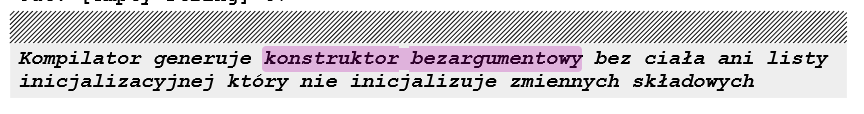 Kompilator generuje konstruktor bezargumentowy bez ciała ani listy
inicjalizacyjnej który nie inicjalizuje zmiennych składowych